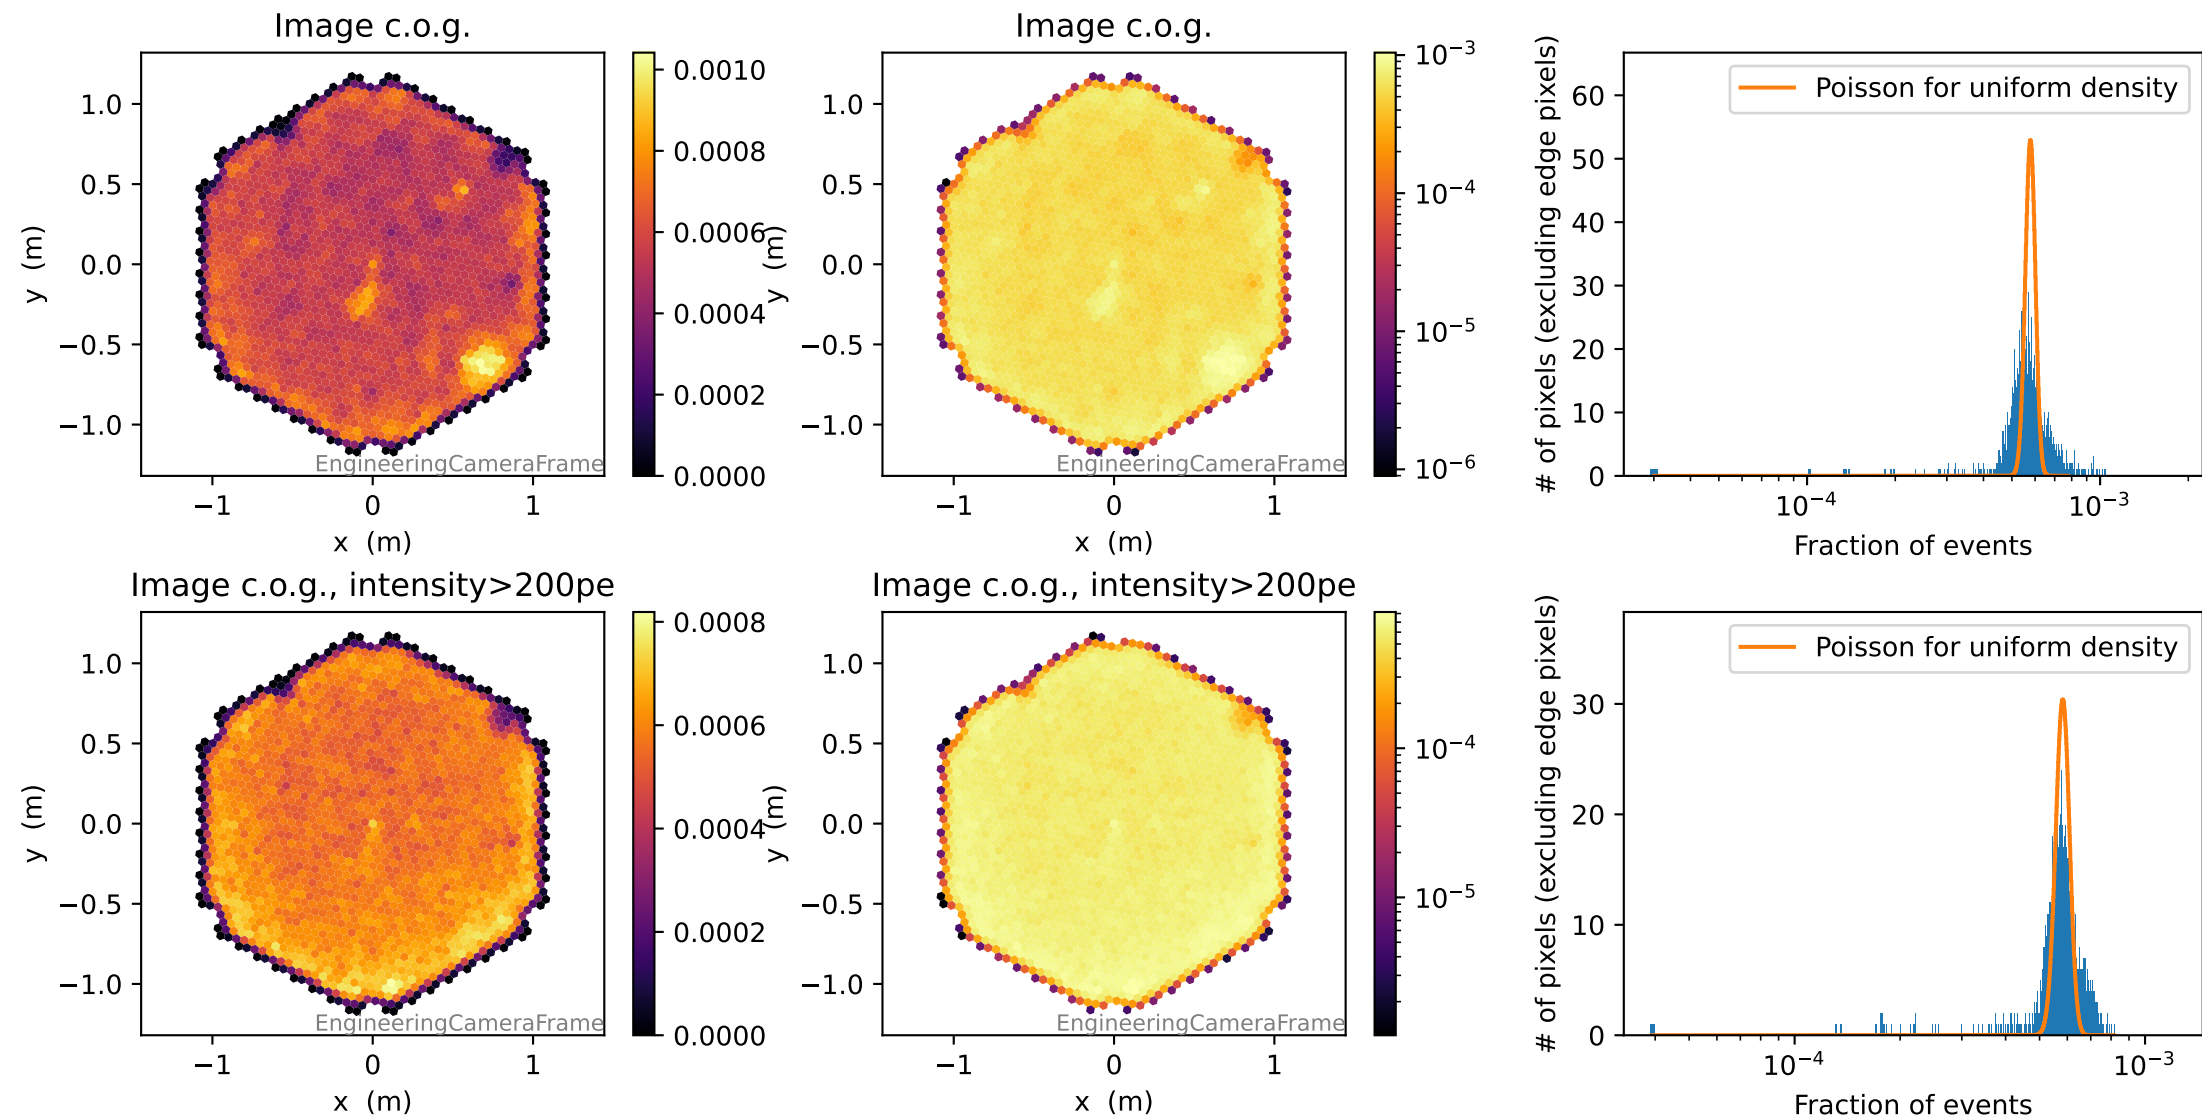 Image c.o.g.
1.0
0.5
0.0
−0.5
−1.0
y (m)
−1
0
1
x (m)
EngineeringCameraFrame
0.0010
0.0008
0.0006
0.0004
0.0002
0.0000
Image c.o.g.
1.0
0.5
0.0
−0.5
−1.0
y (m)
−1
0
1
x (m)
EngineeringCameraFrame
10⁻³
10⁻⁴
10⁻⁵
10⁻⁶
Poisson for uniform density
60
50
40
30
20
10
0
# of pixels (excluding edge pixels)
10⁻⁴
10⁻³
Fraction of events
Image c.o.g., intensity>200pe
1.0
0.5
0.0
−0.5
−1.0
y (m)
−1
0
1
x (m)
EngineeringCameraFrame
0.0008
0.0006
0.0004
0.0002
0.0000
Image c.o.g., intensity>200pe
1.0
0.5
0.0
−0.5
−1.0
y (m)
−1
0
1
x (m)
EngineeringCameraFrame
10⁻⁴
10⁻⁵
Poisson for uniform density
30
20
10
0
# of pixels (excluding edge pixels)
10⁻⁴
10⁻³
Fraction of events